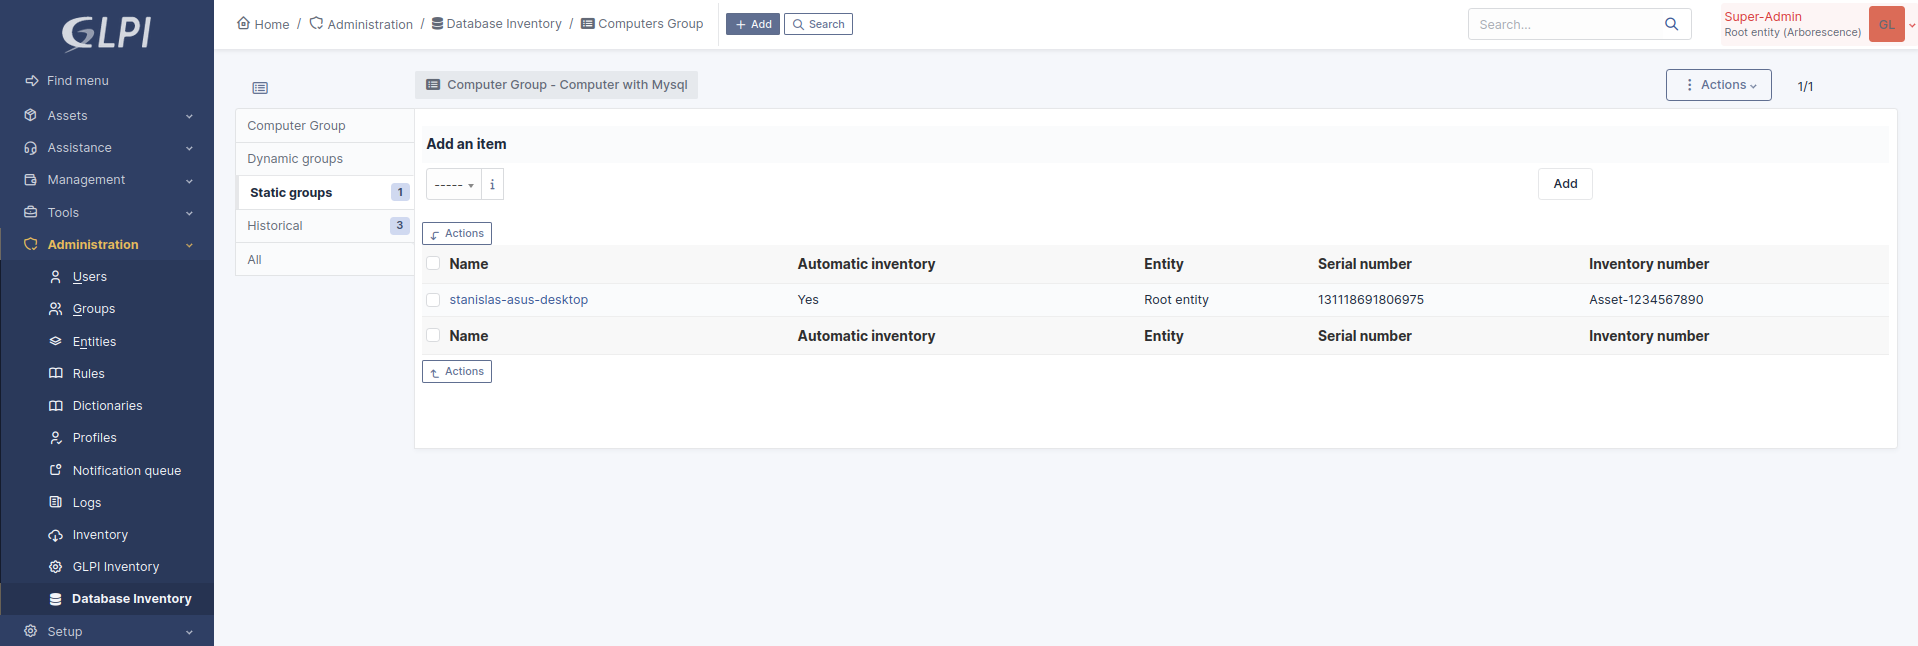 GLPI
Find menu
Assets
Assistance
Management
Tools
Administration
Users
Groups
Entities
Rules
Dictionaries
Profiles
Notification queue
Logs
Inventory
GLPI Inventory
Database Inventory
Setup
Home / Administration / Database Inventory / Computers Group
+ Add
Search
Search...
Super-Admin
Root entity (Arborescence)
GL
Computer Group - Computer with Mysql
Actions
1/1
Computer Group
Dynamic groups
Static groups 1
Historical 3
All
Add an item
-----
i
Add
Actions
Name Automatic inventory Entity Serial number Inventory number
stanislas-asus-desktop Yes Root entity 131118691806975 Asset-1234567890
Name Automatic inventory Entity Serial number Inventory number
Actions